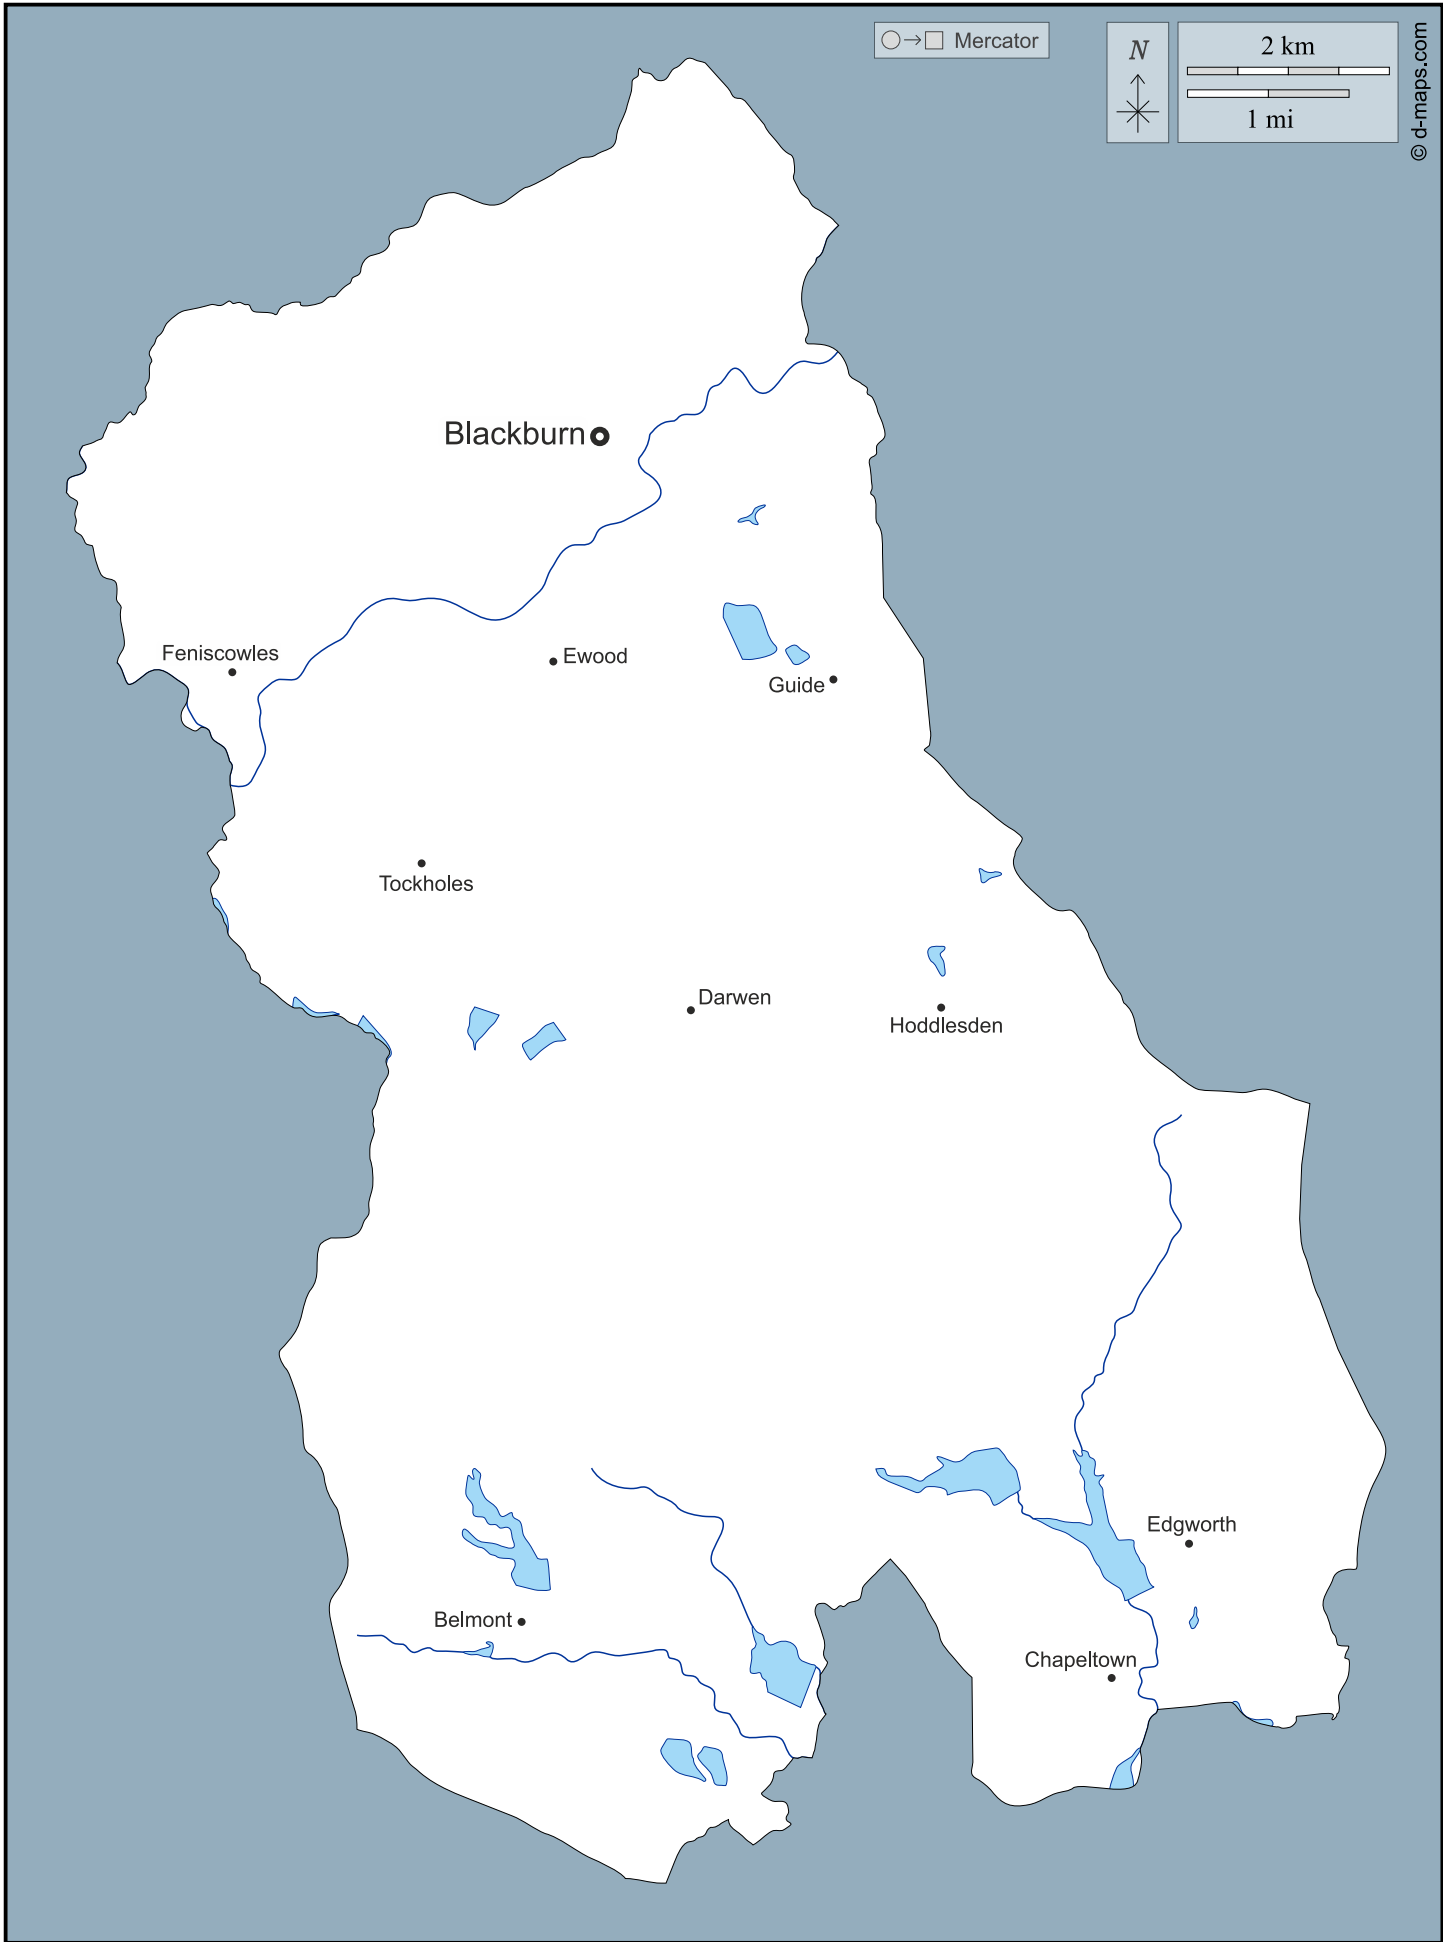 Mercator
N
2 km
1 mi
© d-maps.com
Blackburn
Feniscowles
Ewood
Guide
Tockholes
Darwen
Hoddlesden
Edgworth
Belmont
Chapeltown